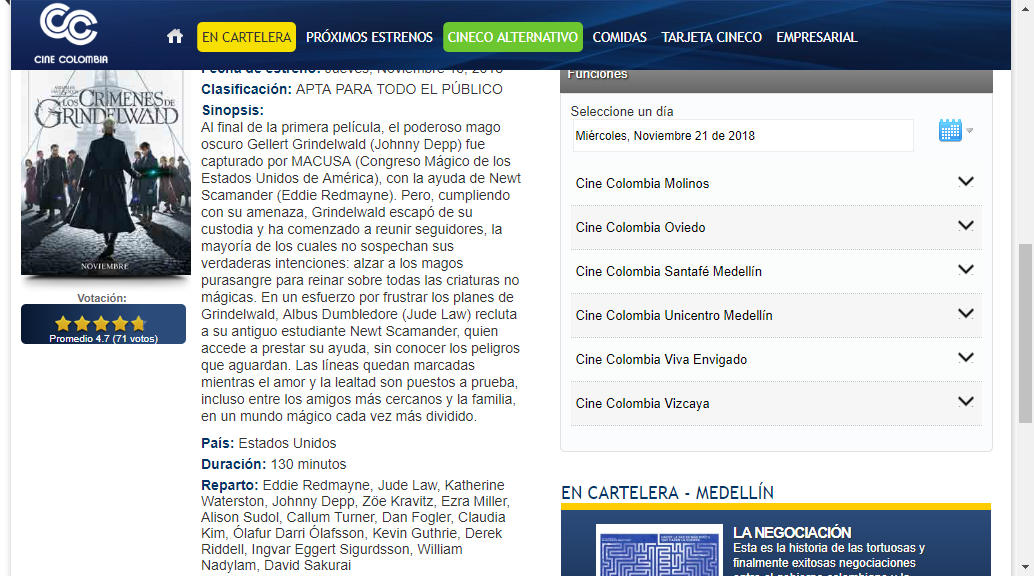 CINE COLOMBIA
EN CARTELERA
PRÓXIMOS ESTRENOS
CINECO ALTERNATIVO
COMIDAS
TARJETA CINECO
EMPRESARIAL
LOS CRÍMENES DE
GRINDELWALD
NOVIEMBRE
Votación:
Promedio 4.7 (71 votos)
Fecha de estreno: Jueves, Noviembre 15, 2018
Clasificación: APTA PARA TODO EL PÚBLICO
Sinopsis:
Al final de la primera película, el poderoso mago
oscuro Gellert Grindelwald (Johnny Depp) fue
capturado por MACUSA (Congreso Mágico de los
Estados Unidos de América), con la ayuda de Newt
Scamander (Eddie Redmayne). Pero, cumpliendo
con su amenaza, Grindelwald escapó de su
custodia y ha comenzado a reunir seguidores, la
mayoría de los cuales no sospechan sus
verdaderas intenciones: alzar a los magos
purasangre para reinar sobre todas las criaturas no
mágicas. En un esfuerzo por frustrar los planes de
Grindelwald, Albus Dumbledore (Jude Law) recluta
a su antiguo estudiante Newt Scamander, quien
accede a prestar su ayuda, sin conocer los peligros
que aguardan. Las líneas quedan marcadas
mientras el amor y la lealtad son puestos a prueba,
incluso entre los amigos más cercanos y la familia,
en un mundo mágico cada vez más dividido.
País: Estados Unidos
Duración: 130 minutos
Reparto: Eddie Redmayne, Jude Law, Katherine
Waterston, Johnny Depp, Zöe Kravitz, Ezra Miller,
Alison Sudol, Callum Turner, Dan Fogler, Claudia
Kim, Ólafur Darri Ólafsson, Kevin Guthrie, Derek
Riddell, Ingvar Eggert Sigurdsson, William
Nadylam, David Sakurai
Funciones
Seleccione un día
Miércoles, Noviembre 21 de 2018
Cine Colombia Molinos
Cine Colombia Oviedo
Cine Colombia Santafé Medellín
Cine Colombia Unicentro Medellín
Cine Colombia Viva Envigado
Cine Colombia Vizcaya
EN CARTELERA - MEDELLÍN
LA NEGOCIACIÓN
Esta es la historia de las tortuosas y
finalmente exitosas negociaciones
entre el gobierno colombiano y la